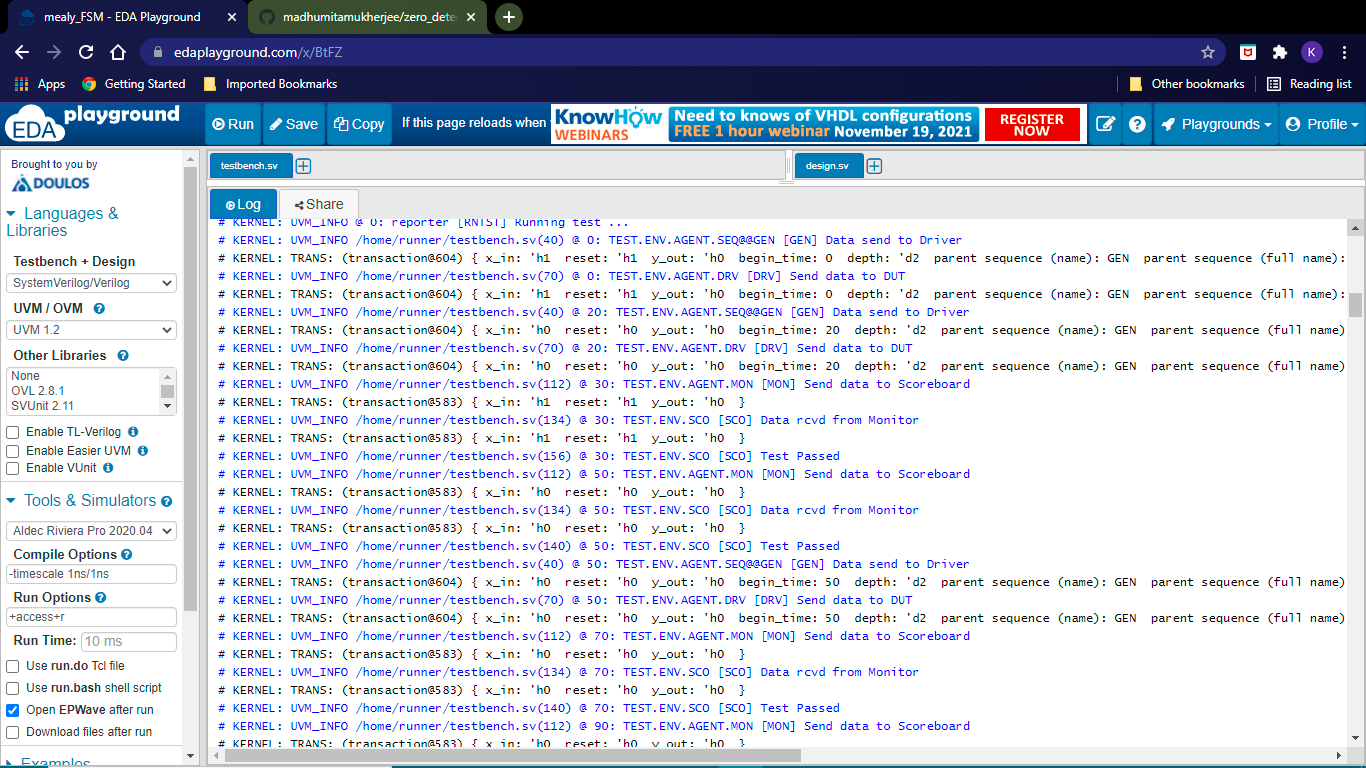 mealy_FSM - EDA Playground
madhumitamukherjee/zero_dete
edaplayground.com/x/BtFZ
K
Apps
Getting Started
Imported Bookmarks
Other bookmarks
Reading list
EDA playground
Run
Save
Copy
If this page reloads when
KnowHow WEBINARS
Need to knows of VHDL configurations
FREE 1 hour webinar November 19, 2021
REGISTER NOW
Playgrounds
Profile
Brought to you by
DOULOS
Languages & Libraries
Testbench + Design
SystemVerilog/Verilog
UVM / OVM
UVM 1.2
Other Libraries
None
OVL 2.8.1
SVUnit 2.11
Enable TL-Verilog
Enable Easier UVM
Enable VUnit
Tools & Simulators
Aldec Riviera Pro 2020.04
Compile Options
-timescale 1ns/1ns
Run Options
+access+r
Run Time: 10 ms
Use run.do Tcl file
Use run.bash shell script
Open EPWave after run
Download files after run
Examples
testbench.sv
design.sv
Log
Share
# KERNEL: UVM_INFO @ 0: reporter [RNTST] Running test ...
# KERNEL: UVM_INFO /home/runner/testbench.sv(40) @ 0: TEST.ENV.AGENT.SEQ@@GEN [GEN] Data send to Driver
# KERNEL: TRANS: (transaction@604) { x_in: 'h1 reset: 'h1 y_out: 'h0 begin_time: 0 depth: 'd2 parent sequence (name): GEN parent sequence (full name):
# KERNEL: UVM_INFO /home/runner/testbench.sv(70) @ 0: TEST.ENV.AGENT.DRV [DRV] Send data to DUT
# KERNEL: TRANS: (transaction@604) { x_in: 'h1 reset: 'h1 y_out: 'h0 begin_time: 0 depth: 'd2 parent sequence (name): GEN parent sequence (full name):
# KERNEL: UVM_INFO /home/runner/testbench.sv(40) @ 20: TEST.ENV.AGENT.SEQ@@GEN [GEN] Data send to Driver
# KERNEL: TRANS: (transaction@604) { x_in: 'h0 reset: 'h0 y_out: 'h0 begin_time: 20 depth: 'd2 parent sequence (name): GEN parent sequence (full name)
# KERNEL: UVM_INFO /home/runner/testbench.sv(70) @ 20: TEST.ENV.AGENT.DRV [DRV] Send data to DUT
# KERNEL: TRANS: (transaction@604) { x_in: 'h0 reset: 'h0 y_out: 'h0 begin_time: 20 depth: 'd2 parent sequence (name): GEN parent sequence (full name)
# KERNEL: UVM_INFO /home/runner/testbench.sv(112) @ 30: TEST.ENV.AGENT.MON [MON] Send data to Scoreboard
# KERNEL: TRANS: (transaction@583) { x_in: 'h1 reset: 'h1 y_out: 'h0 }
# KERNEL: UVM_INFO /home/runner/testbench.sv(134) @ 30: TEST.ENV.SCO [SCO] Data rcvd from Monitor
# KERNEL: TRANS: (transaction@583) { x_in: 'h1 reset: 'h1 y_out: 'h0 }
# KERNEL: UVM_INFO /home/runner/testbench.sv(156) @ 30: TEST.ENV.SCO [SCO] Test Passed
# KERNEL: UVM_INFO /home/runner/testbench.sv(112) @ 50: TEST.ENV.AGENT.MON [MON] Send data to Scoreboard
# KERNEL: TRANS: (transaction@583) { x_in: 'h0 reset: 'h0 y_out: 'h0 }
# KERNEL: UVM_INFO /home/runner/testbench.sv(134) @ 50: TEST.ENV.SCO [SCO] Data rcvd from Monitor
# KERNEL: TRANS: (transaction@583) { x_in: 'h0 reset: 'h0 y_out: 'h0 }
# KERNEL: UVM_INFO /home/runner/testbench.sv(140) @ 50: TEST.ENV.SCO [SCO] Test Passed
# KERNEL: UVM_INFO /home/runner/testbench.sv(40) @ 50: TEST.ENV.AGENT.SEQ@@GEN [GEN] Data send to Driver
# KERNEL: TRANS: (transaction@604) { x_in: 'h0 reset: 'h0 y_out: 'h0 begin_time: 50 depth: 'd2 parent sequence (name): GEN parent sequence (full name)
# KERNEL: UVM_INFO /home/runner/testbench.sv(70) @ 50: TEST.ENV.AGENT.DRV [DRV] Send data to DUT
# KERNEL: TRANS: (transaction@604) { x_in: 'h0 reset: 'h0 y_out: 'h0 begin_time: 50 depth: 'd2 parent sequence (name): GEN parent sequence (full name)
# KERNEL: UVM_INFO /home/runner/testbench.sv(112) @ 70: TEST.ENV.AGENT.MON [MON] Send data to Scoreboard
# KERNEL: TRANS: (transaction@583) { x_in: 'h0 reset: 'h0 y_out: 'h0 }
# KERNEL: UVM_INFO /home/runner/testbench.sv(134) @ 70: TEST.ENV.SCO [SCO] Data rcvd from Monitor
# KERNEL: TRANS: (transaction@583) { x_in: 'h0 reset: 'h0 y_out: 'h0 }
# KERNEL: UVM_INFO /home/runner/testbench.sv(140) @ 70: TEST.ENV.SCO [SCO] Test Passed
# KERNEL: UVM_INFO /home/runner/testbench.sv(112) @ 90: TEST.ENV.AGENT.MON [MON] Send data to Scoreboard
# KERNEL: TRANS: (transaction@583) { x_in: 'h0 reset: 'h0 y_out: 'h0 }